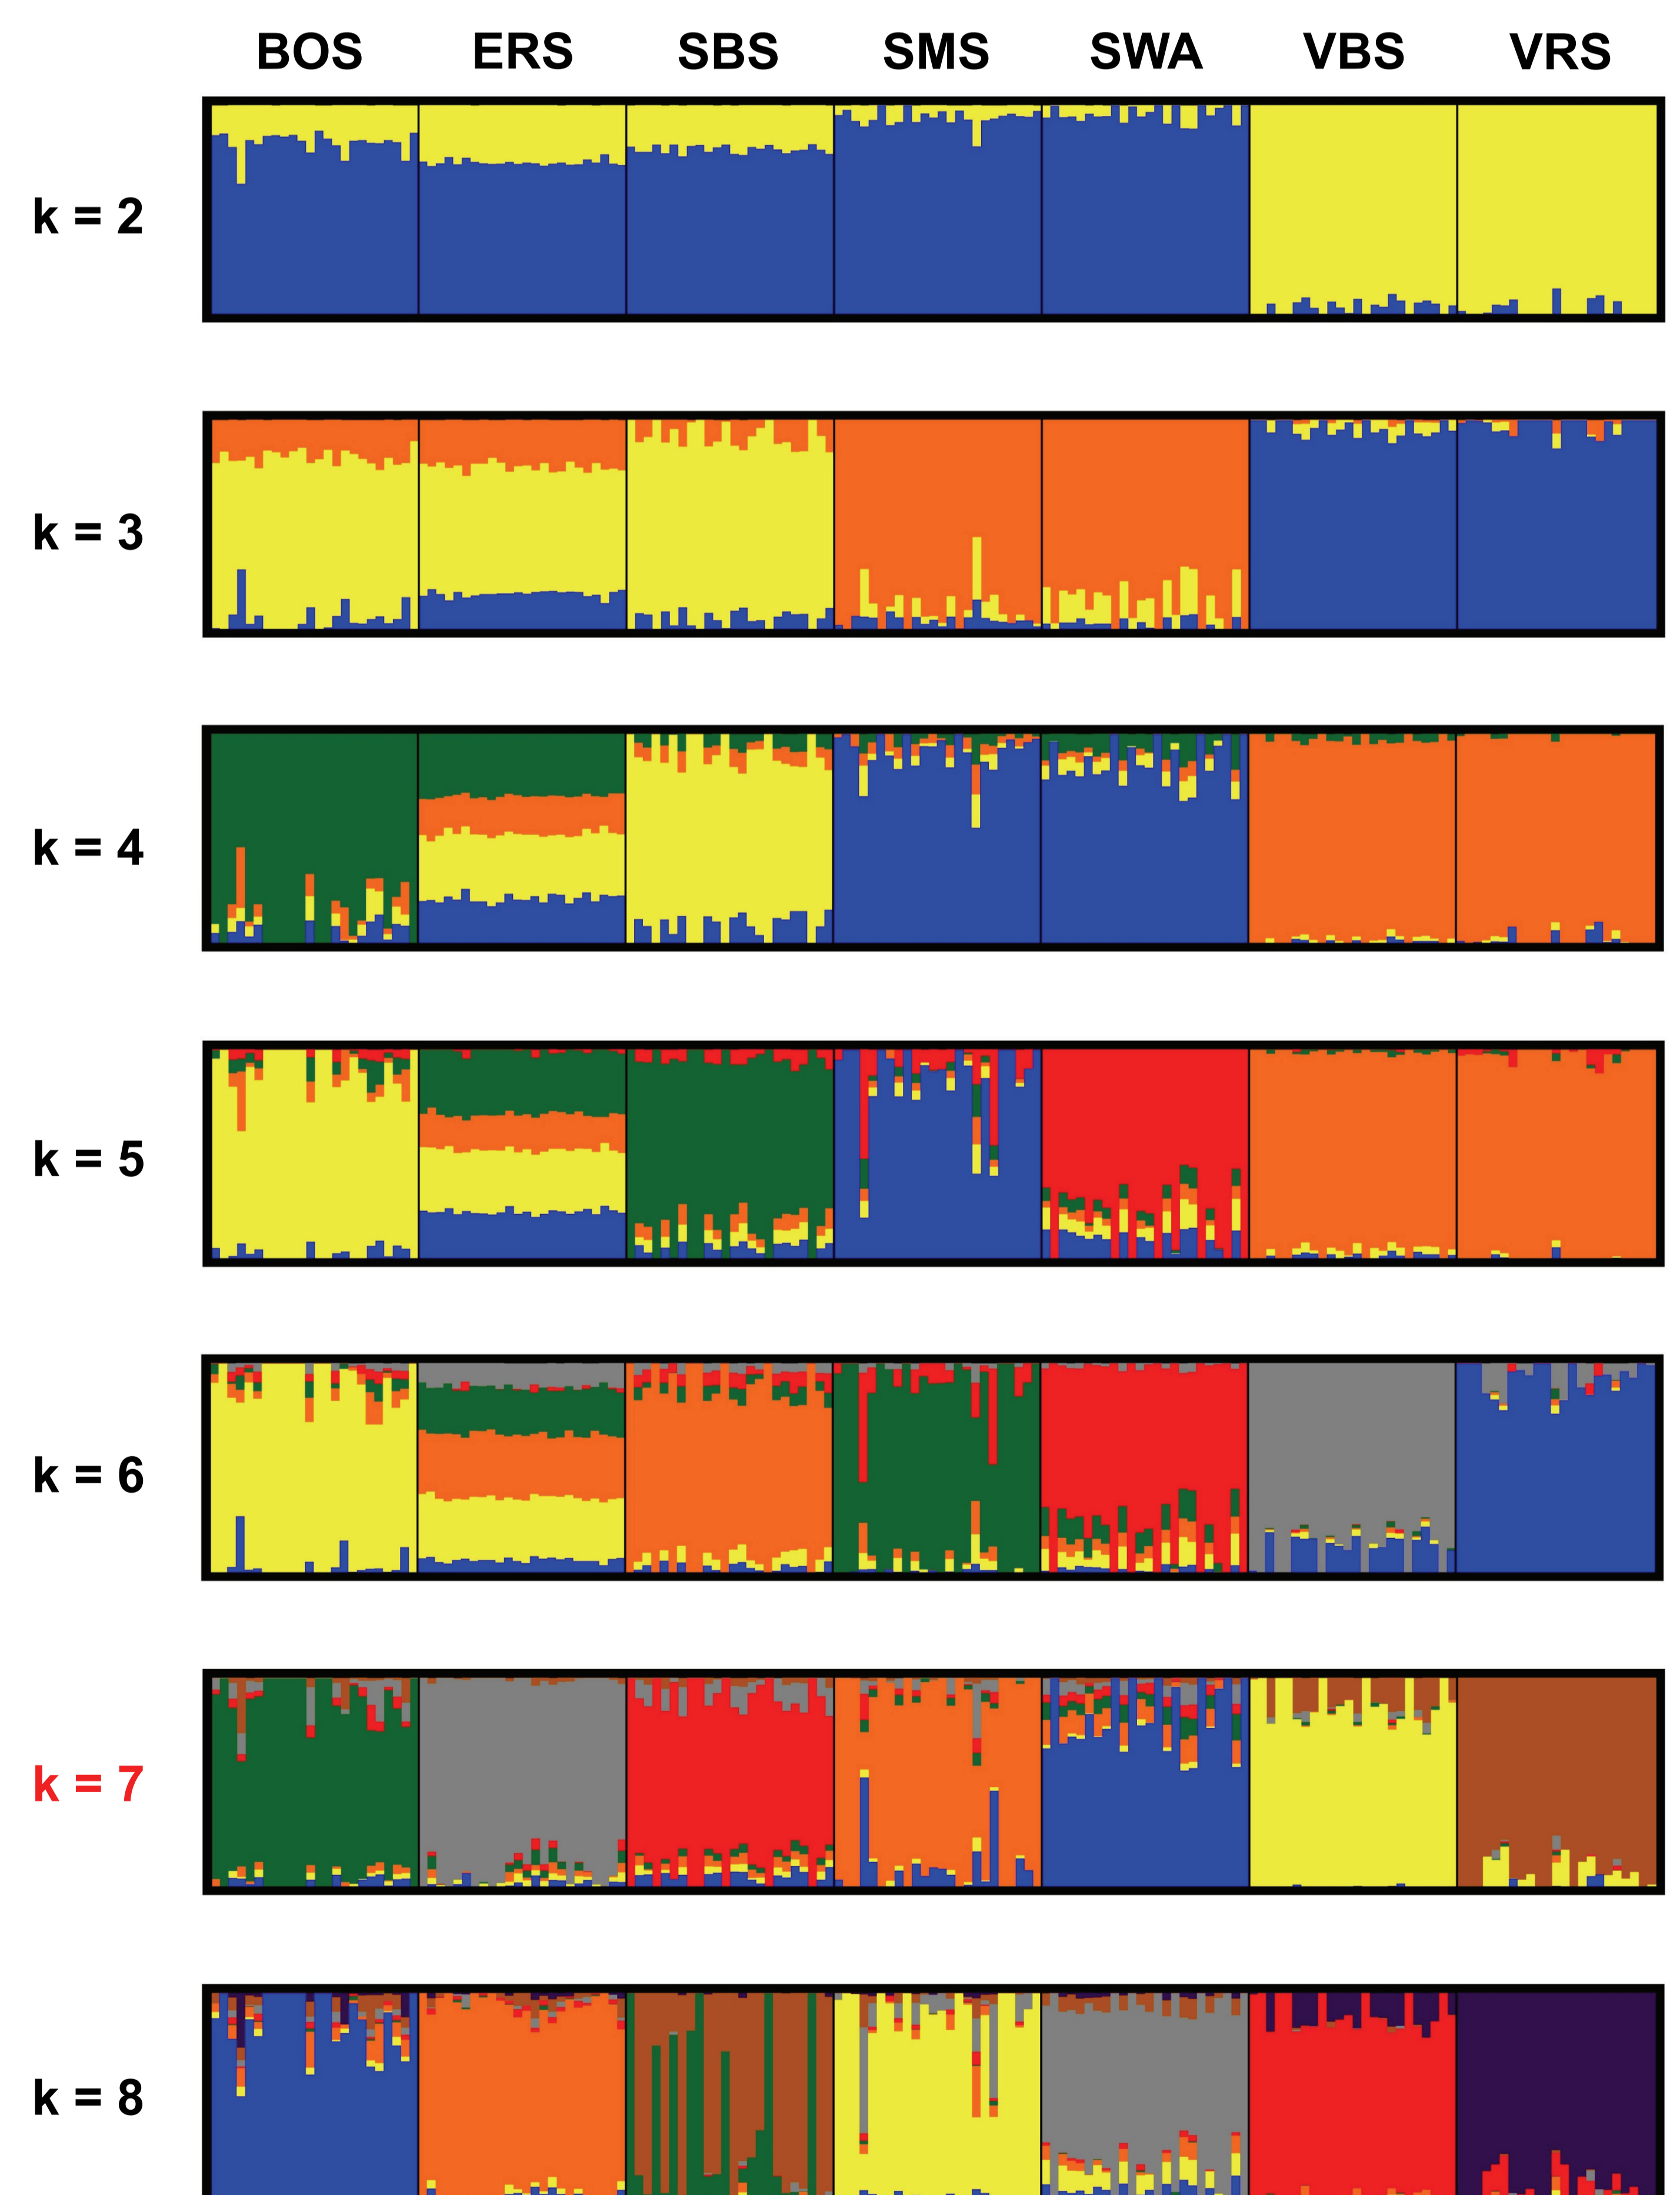 BOS ERS SBS SMS SWA VBS VRS
k = 2
k = 3
k = 4
k = 5
k = 6
k = 7
k = 8